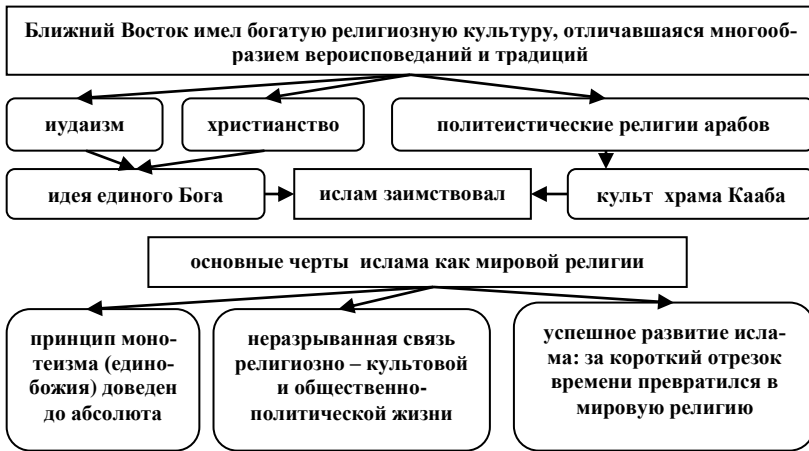 Ближний Восток имел богатую религиозную культуру, отличавшаяся многооб-
разием вероисповеданий и традиций
иудаизм
христианство
политеистические религии арабов
идея единого Бога
ислам заимствовал
культ храма Кааба
основные черты ислама как мировой религии
принцип моно-
теизма (едино-
божия) доведен
до абсолюта
неразрыванная связь
религиозно – культовой
и общественно-
политической жизни
успешное развитие исла-
ма: за короткий отрезок
времени превратился в
мировую религию